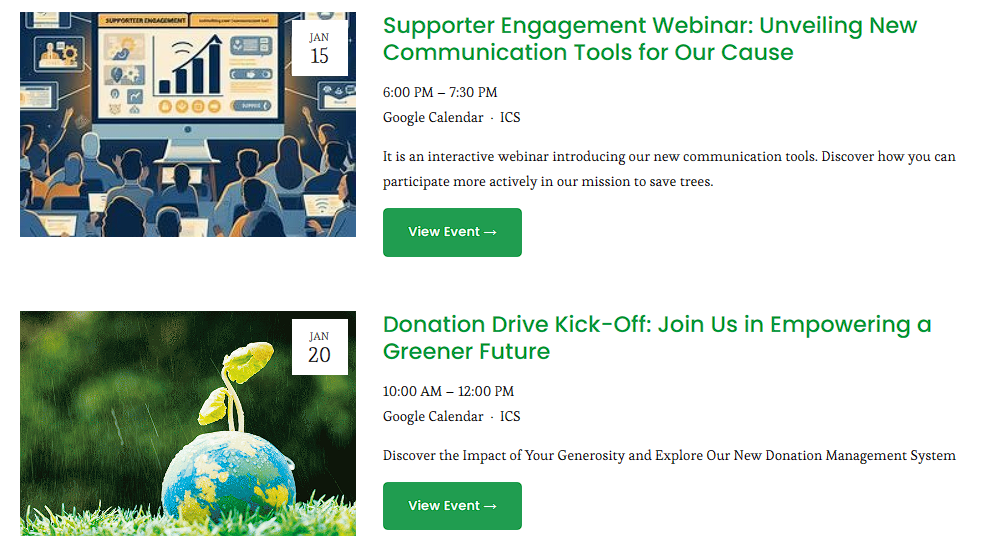 SUPPORTER ENGAGEMENT
JAN
15
Supporter Engagement Webinar: Unveiling New
Communication Tools for Our Cause
6:00 PM – 7:30 PM
Google Calendar · ICS
It is an interactive webinar introducing our new communication tools. Discover how you can
participate more actively in our mission to save trees.
View Event →
JAN
20
Donation Drive Kick-Off: Join Us in Empowering a
Greener Future
10:00 AM – 12:00 PM
Google Calendar · ICS
Discover the Impact of Your Generosity and Explore Our New Donation Management System
View Event →